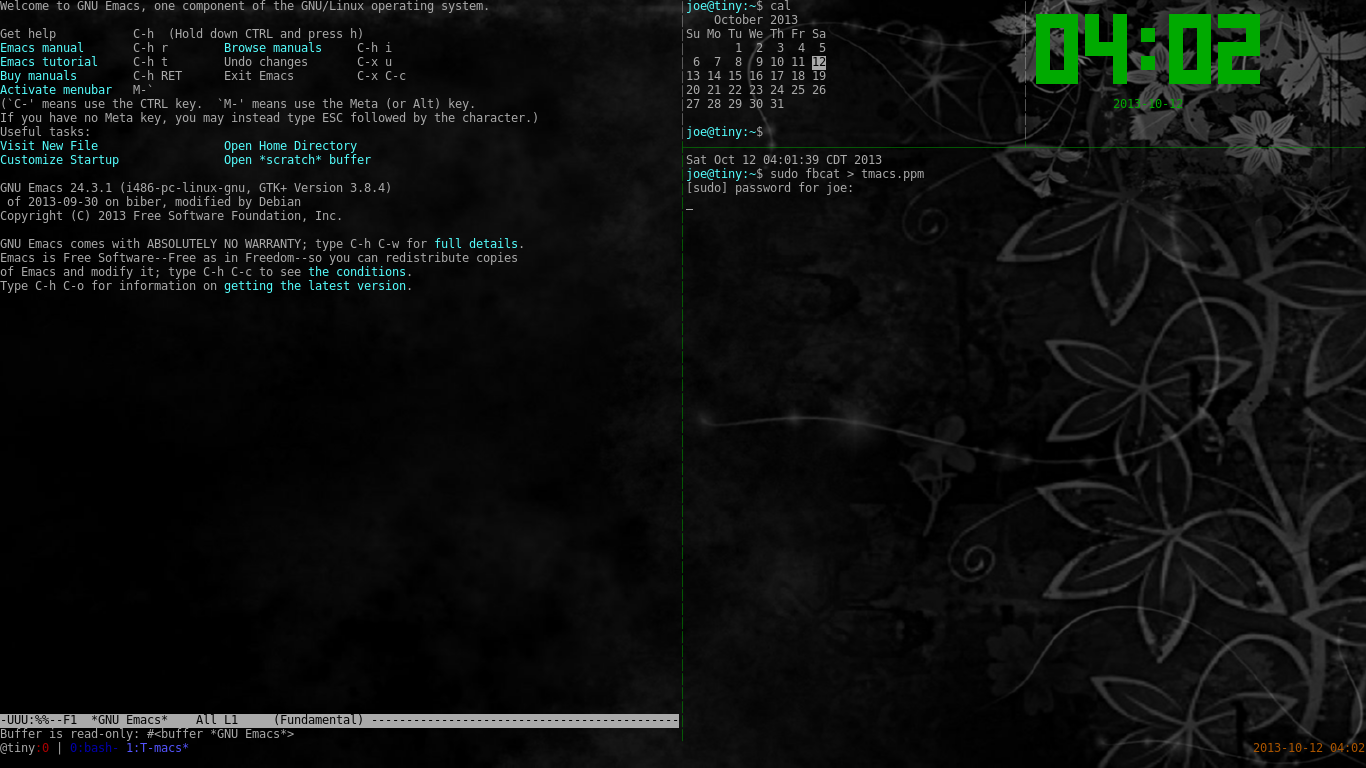 Welcome to GNU Emacs, one component of the GNU/Linux operating system.
Get help        C-h  (Hold down CTRL and press h)
Emacs manual       C-h r        Browse manuals     C-h i
Emacs tutorial     C-h t        Undo changes       C-x u
Buy manuals        C-h RET      Exit Emacs         C-x C-c
Activate menubar   M-`
(`C-' means use the CTRL key.  `M-' means use the Meta (or Alt) key.
If you have no Meta key, you may instead type ESC followed by the character.)
Useful tasks:
Visit New File                  Open Home Directory
Customize Startup               Open *scratch* buffer
GNU Emacs 24.3.1 (i486-pc-linux-gnu, GTK+ Version 3.8.4)
 of 2013-09-30 on biber, modified by Debian
Copyright (C) 2013 Free Software Foundation, Inc.
GNU Emacs comes with ABSOLUTELY NO WARRANTY; type C-h C-w for full details.
Emacs is Free Software--Free as in Freedom--so you can redistribute copies
of Emacs and modify it; type C-h C-c to see the conditions.
Type C-h C-o for information on getting the latest version.
-UUU:%%--F1  *GNU Emacs*    All L1     (Fundamental) --------------------------------------------
Buffer is read-only: #<buffer *GNU Emacs*>
joe@tiny:~$ cal
    October 2013
Su Mo Tu We Th Fr Sa
       1  2  3  4  5
 6  7  8  9 10 11 12
13 14 15 16 17 18 19
20 21 22 23 24 25 26
27 28 29 30 31
joe@tiny:~$
04:02
2013-10-12
Sat Oct 12 04:01:39 CDT 2013
joe@tiny:~$ sudo fbcat > tmacs.ppm
[sudo] password for joe:
_
@tiny:0 | 0:bash- 1:T-macs*
2013-10-12 04:02